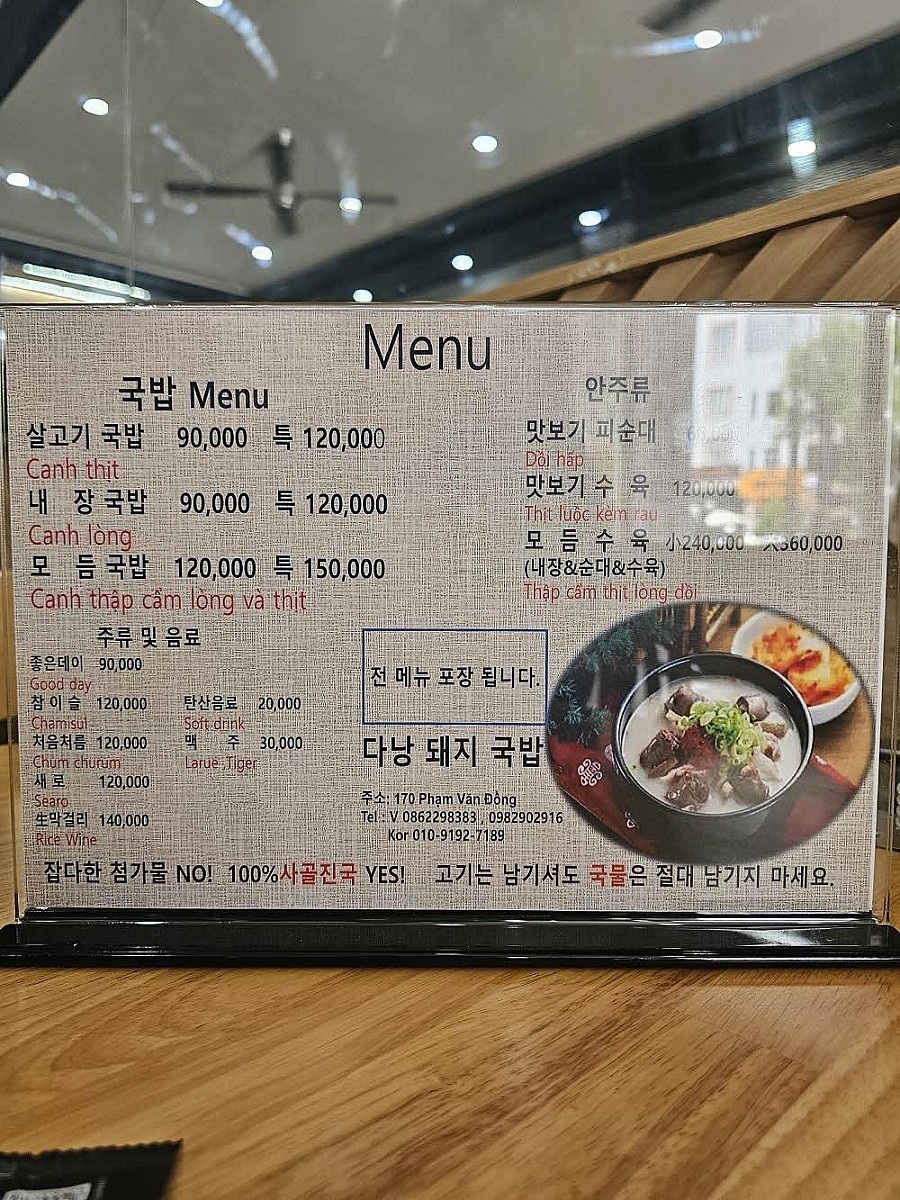 Menu
국밥 Menu
살고기 국밥 90,000 특 120,000
Canh thịt
내 장 국밥 90,000 특 120,000
Canh lòng
모 듬 국밥 120,000 특 150,000
Canh thập cẩm lòng và thịt
안주류
맛보기 피순대 60,000
Dồi hấp
맛보기 수 육 120,000
Thịt luộc kèm rau
모 듬 수 육 小240,000 大360,000
(내장&순대&수육)
Thập cẩm thịt lòng dồi
주류 및 음료
좋은데이 90,000
Good day
참 이 슬 120,000 탄산음료 20,000
Chamisul Soft drink
처음처름 120,000 맥 주 30,000
Chum churum Larue ,Tiger
새 로 120,000
Searo
生막걸리 140,000
Rice Wine
전 메뉴 포장 됩니다.
다낭 돼지 국밥
주소: 170 Phạm Văn Đồng
Tel : V 0862298383 , 0982902916
Kor 010-9192-7189
잡다한 첨가물 NO! 100%사골진국 YES! 고기는 남기셔도 국물은 절대 남기지 마세요.